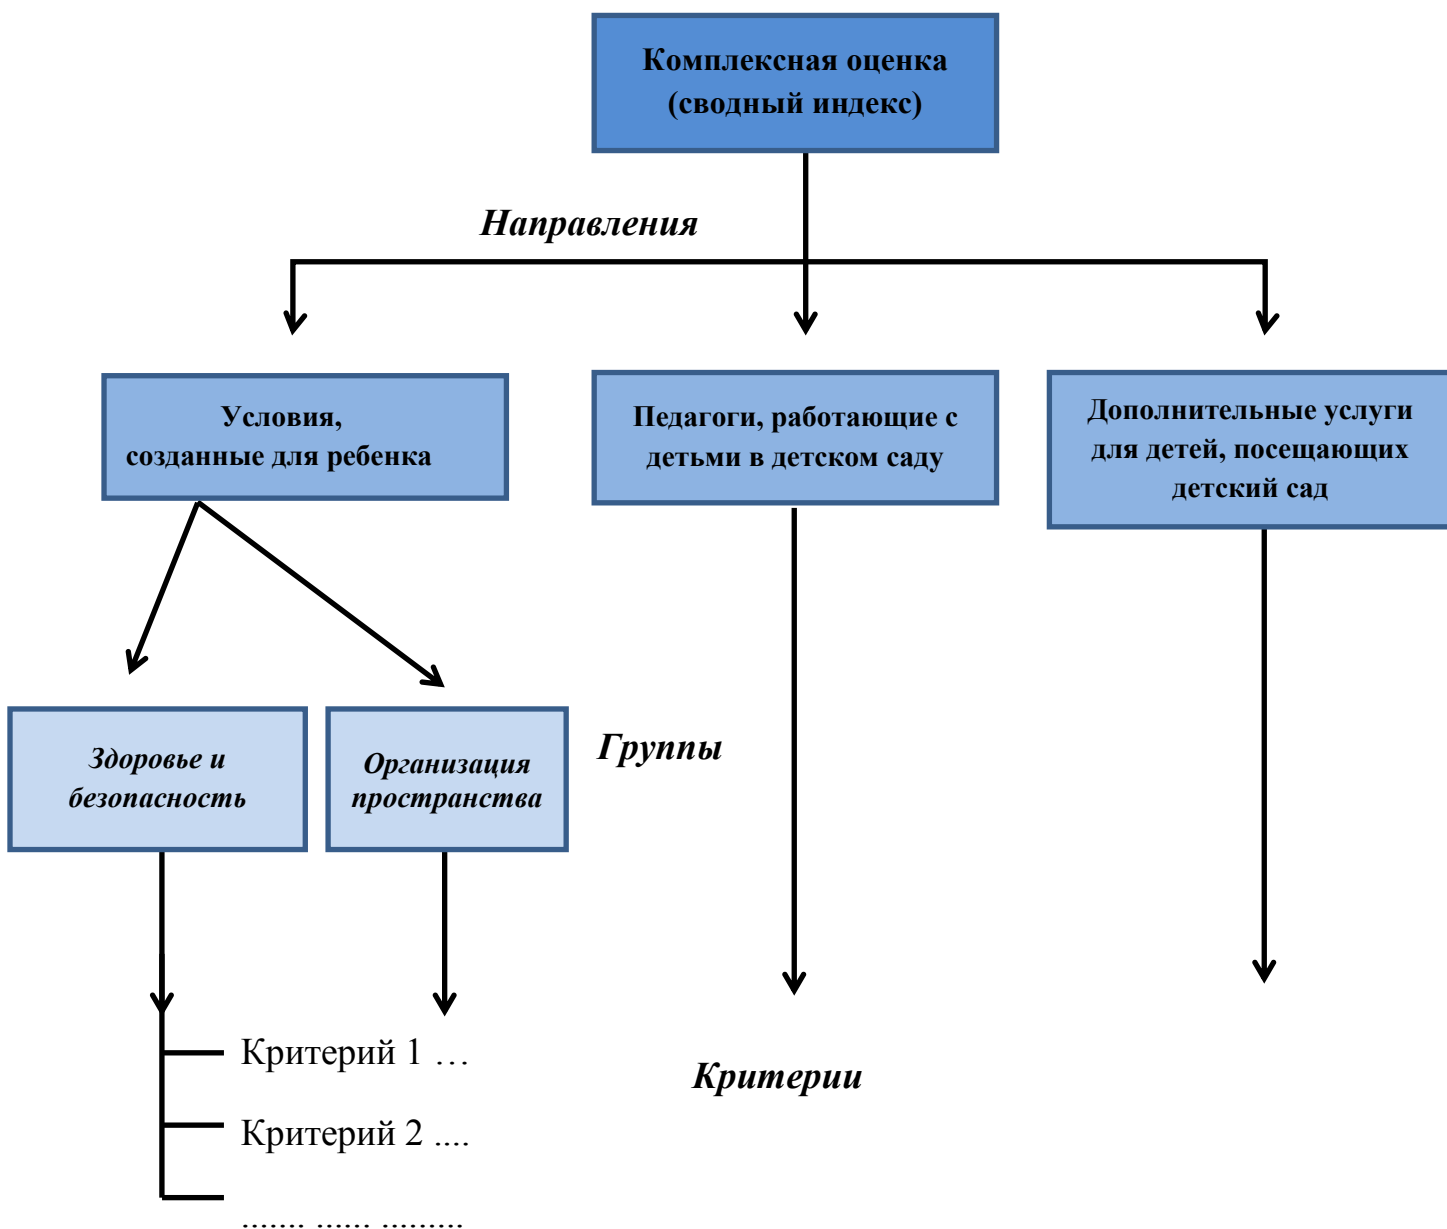 Комплексная оценка
(сводный индекс)
Направления
Условия,
созданные для ребенка
Педагоги, работающие с
детьми в детском саду
Дополнительные услуги
для детей, посещающих
детский сад
Здоровье и
безопасность
Организация
пространства
Группы
Критерий 1 …
Критерии
Критерий 2 ....
....... ...... .........